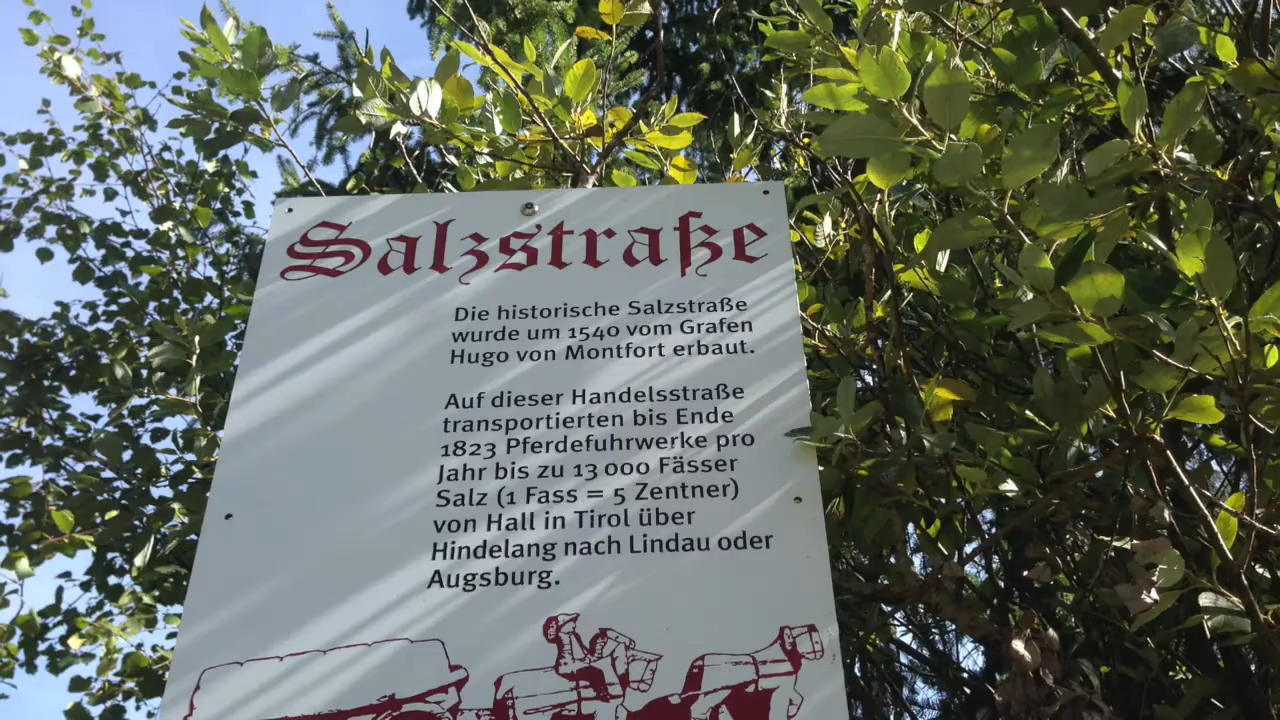 Salzstraße
Die historische Salzstraße
wurde um 1540 vom Grafen
Hugo von Montfort erbaut.
Auf dieser Handelsstraße
transportierten bis Ende
1823 Pferdefuhrwerke pro
Jahr bis zu 13 000 Fässer
Salz (1 Fass = 5 Zentner)
von Hall in Tirol über
Hindelang nach Lindau oder
Augsburg.